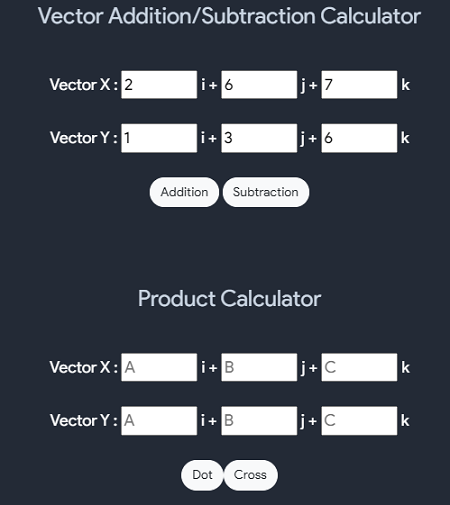 Vector Addition/Subtraction Calculator
Vector X : 2 i + 6 j + 7 k
Vector Y : 1 i + 3 j + 6 k
Addition Subtraction
Product Calculator
Vector X : A i + B j + C k
Vector Y : A i + B j + C k
Dot Cross